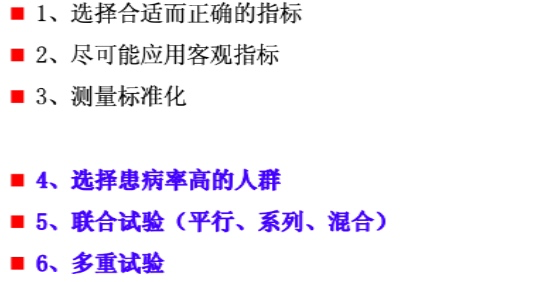 1、选择合适而正确的指标
2、尽可能应用客观指标
3、测量标准化
4、选择患病率高的人群
5、联合试验（平行、系列、混合）
6、多重试验